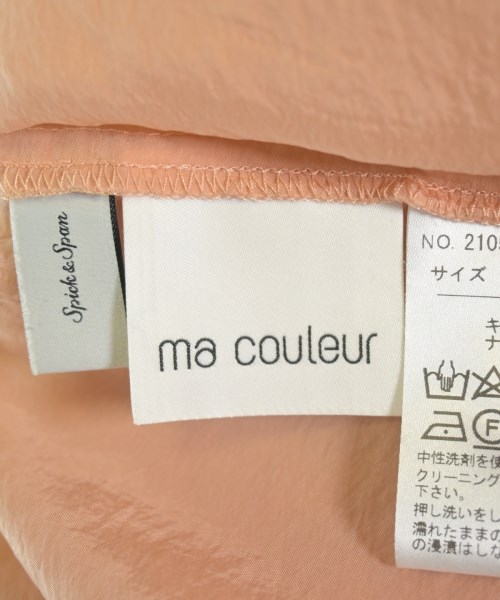 Spick & Span
ma couleur
NO. 2105
サイズ
キ
ナ
F
中性洗剤を使
クリーニング
下さい。
押し洗いをし
濡れたままの
の浸漬はしな